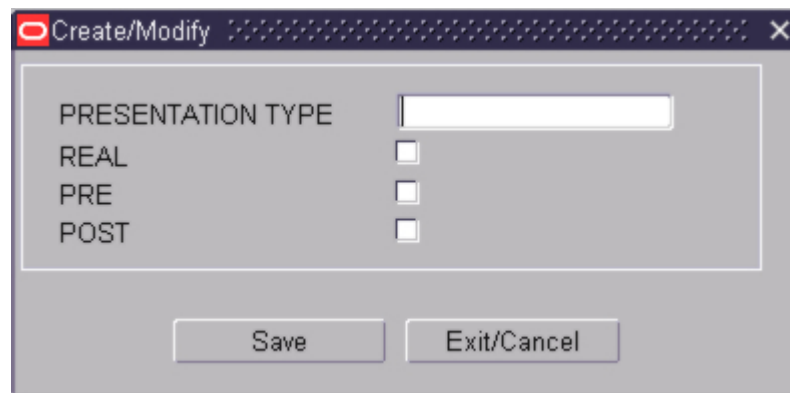 Create/Modify
PRESENTATION TYPE
REAL
PRE
POST
Save Exit/Cancel